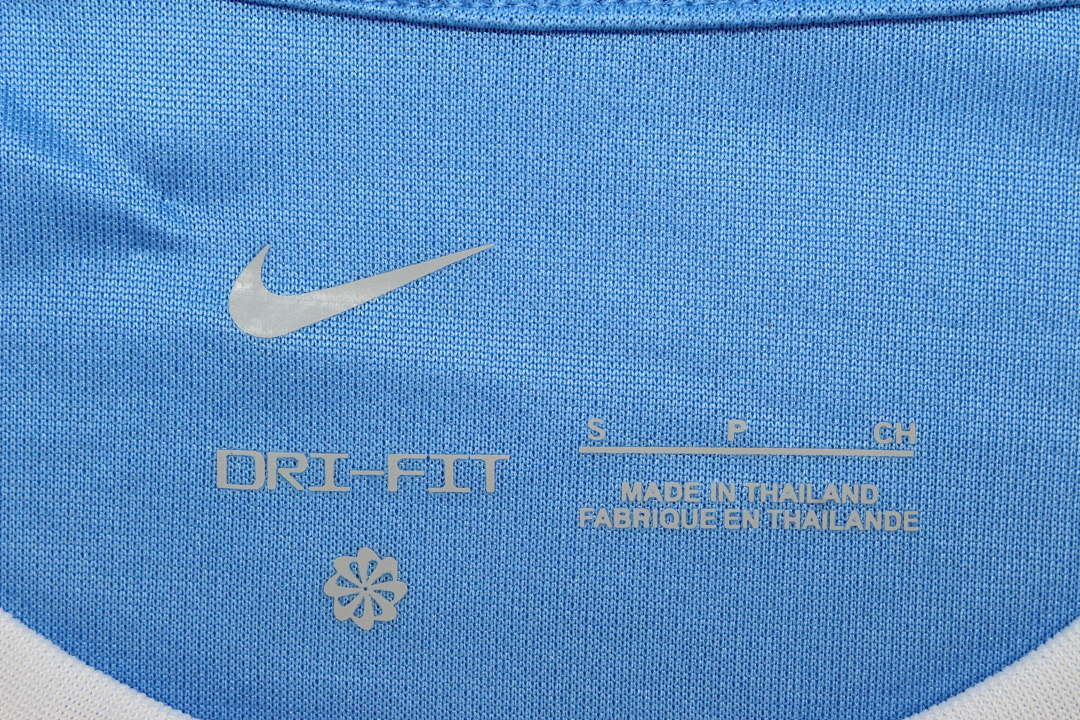 DRI-FIT
S P CH
MADE IN THAILAND
FABRIQUE EN THAILANDE